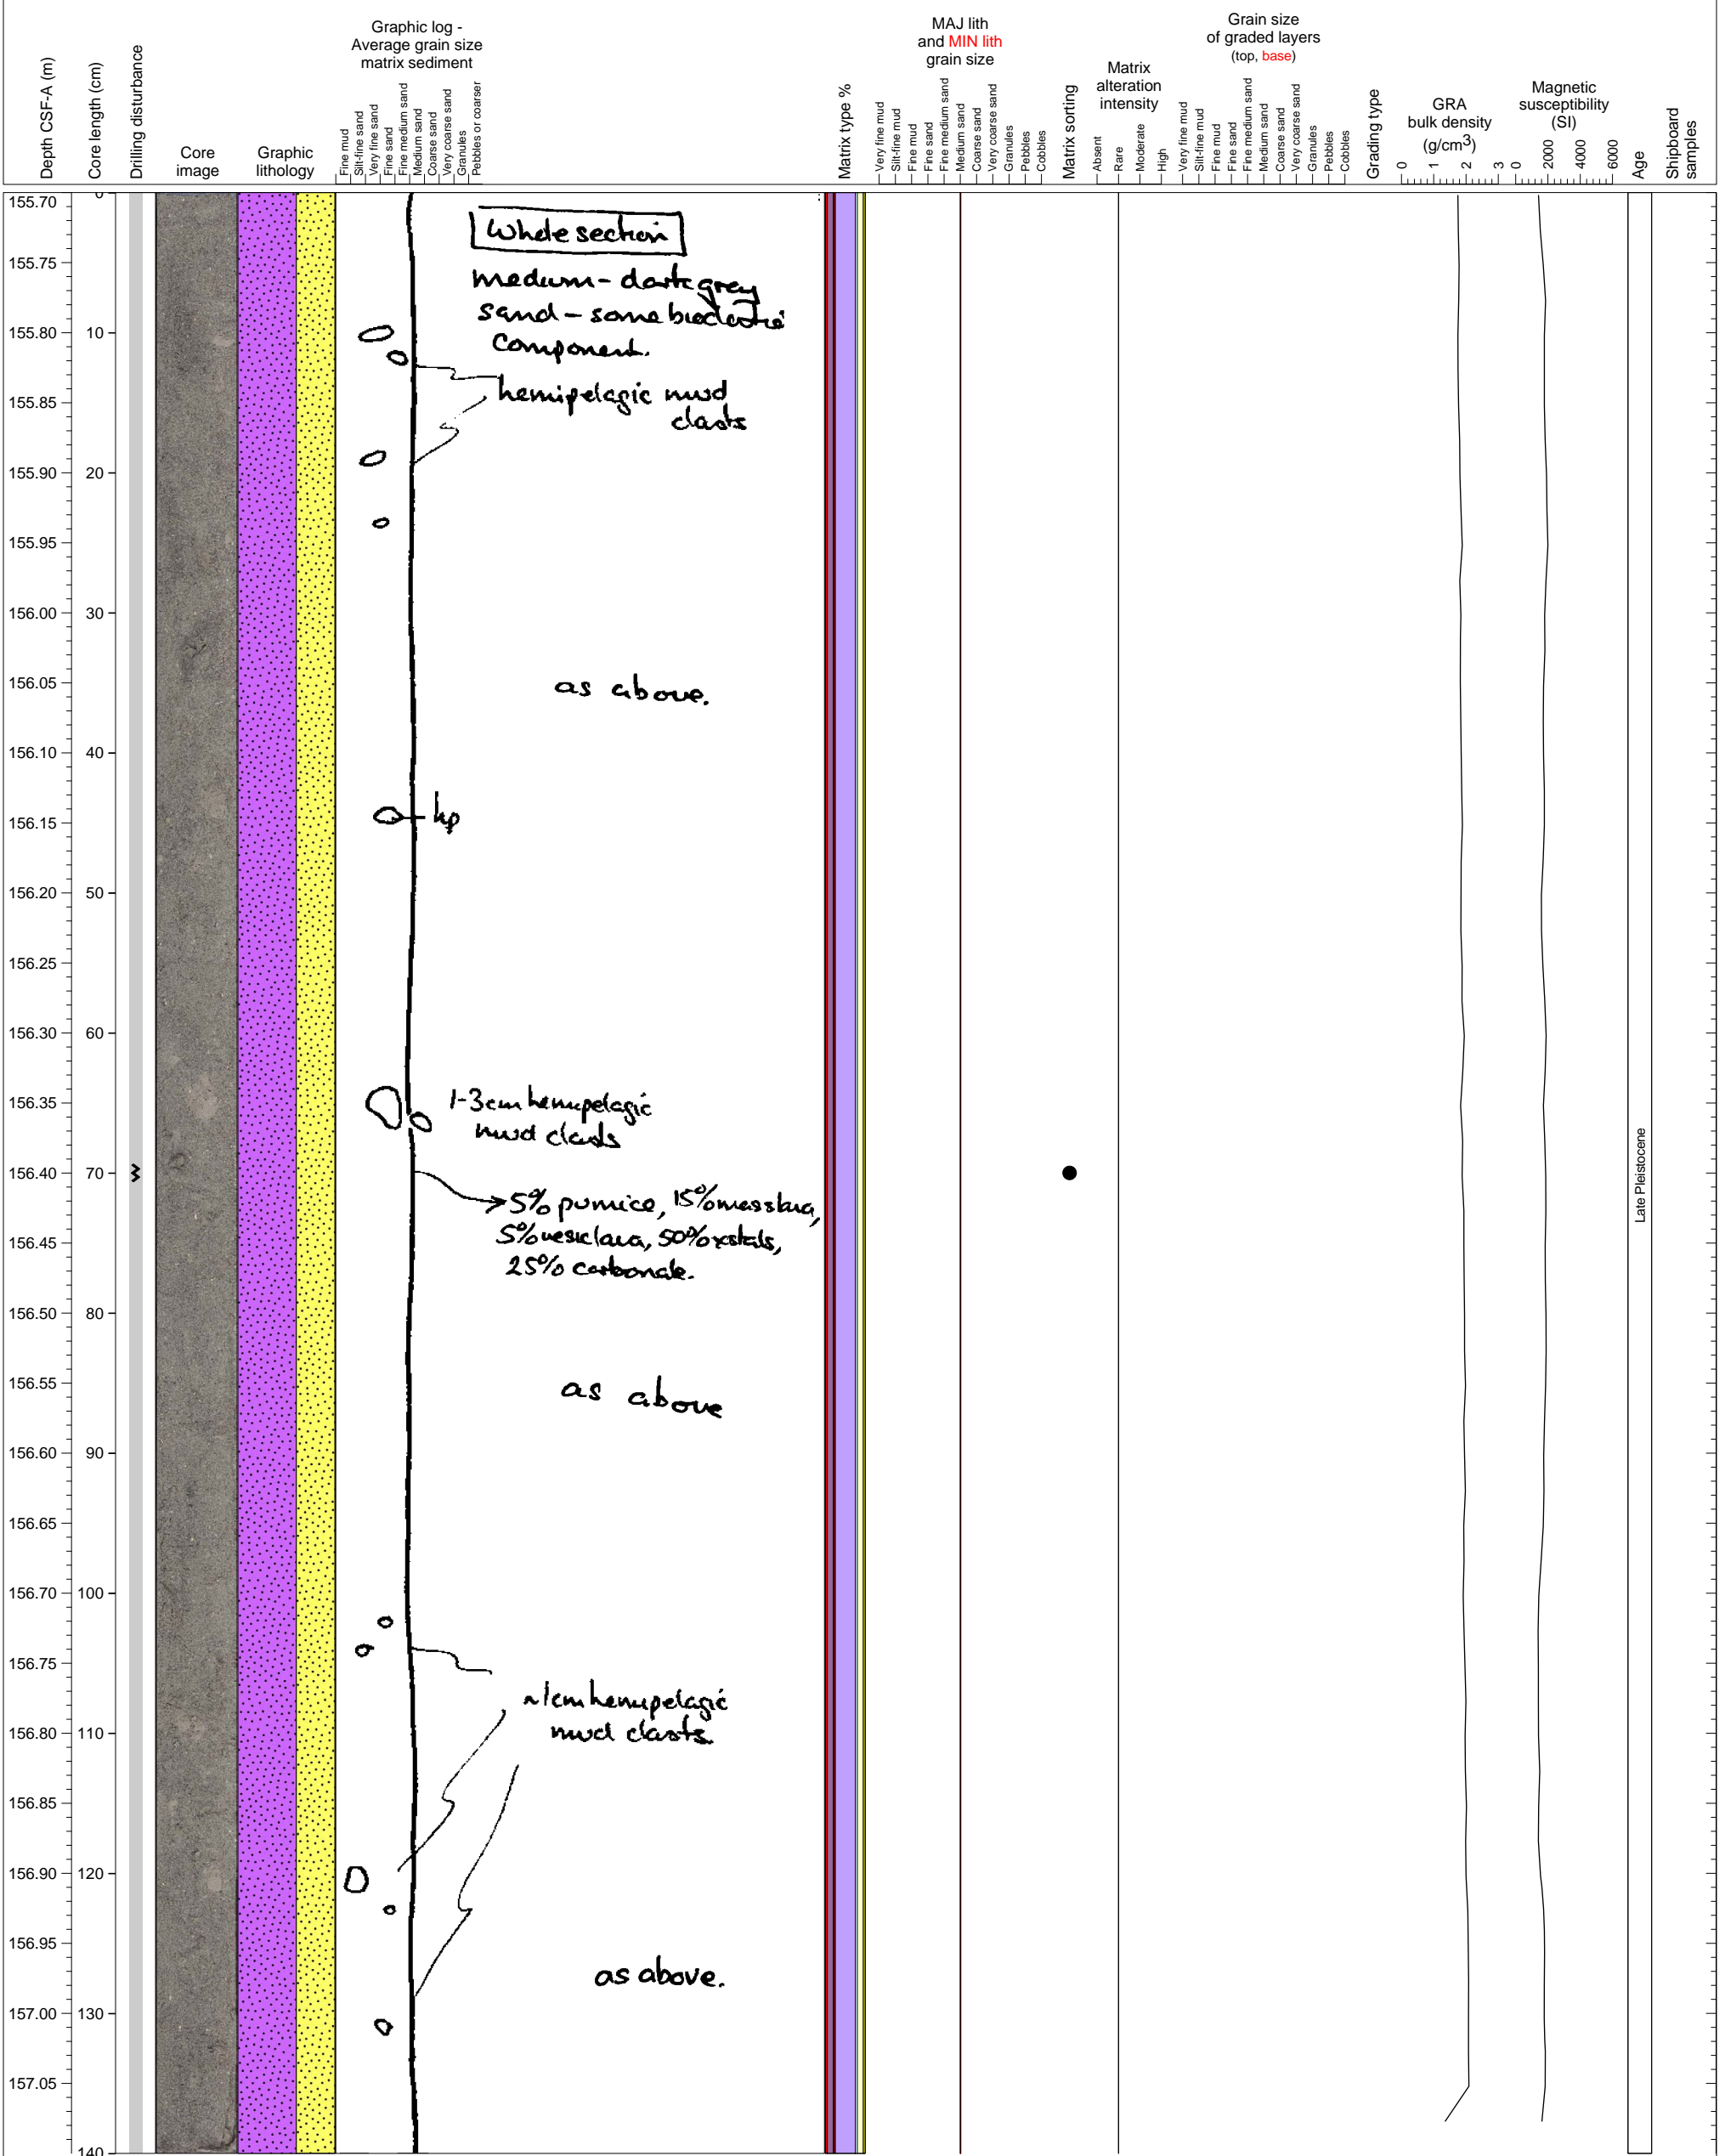 Depth CSF-A (m)
Core length (cm)
Drilling disturbance
Core
image
Graphic
lithology
Graphic log -
Average grain size
matrix sediment
Fine mud
Silt-fine sand
Very fine sand
Fine sand
Fine medium sand
Medium sand
Coarse sand
Very coarse sand
Granules
Pebbles or coarser
Matrix type %
MAJ lith
and MIN lith
grain size
Very fine mud
Silt-fine mud
Fine mud
Fine sand
Fine medium sand
Medium sand
Coarse sand
Very coarse sand
Granules
Pebbles
Cobbles
Matrix sorting
Matrix
alteration
intensity
Absent
Rare
Moderate
High
Grain size
of graded layers
(top, base)
Very fine mud
Silt-fine mud
Fine mud
Fine sand
Fine medium sand
Medium sand
Coarse sand
Very coarse sand
Granules
Pebbles
Cobbles
Grading type
GRA
bulk density
(g/cm3)
0 1 2 3
Magnetic
susceptibility
(SI)
0 2000 4000 6000
Age
Shipboard
samples
155.70 0
155.75
155.80 10
155.85
155.90 20
155.95
156.00 30
156.05
156.10 40
156.15
156.20 50
156.25
156.30 60
156.35
156.40 70
156.45
156.50 80
156.55
156.60 90
156.65
156.70 100
156.75
156.80 110
156.85
156.90 120
156.95
157.00 130
157.05
140
Whole section
medium-dark grey
sand - some bioclastic
component.
hemipelagic mud
clasts
as above.
hp
1-3cm hemipelagic
mud clasts
5% pumice, 15% masslava,
5% vesiclava, 50% xstals,
25% carbonate.
as above
~1cm hemipelagic
mud clasts
as above.
Late Pleistocene